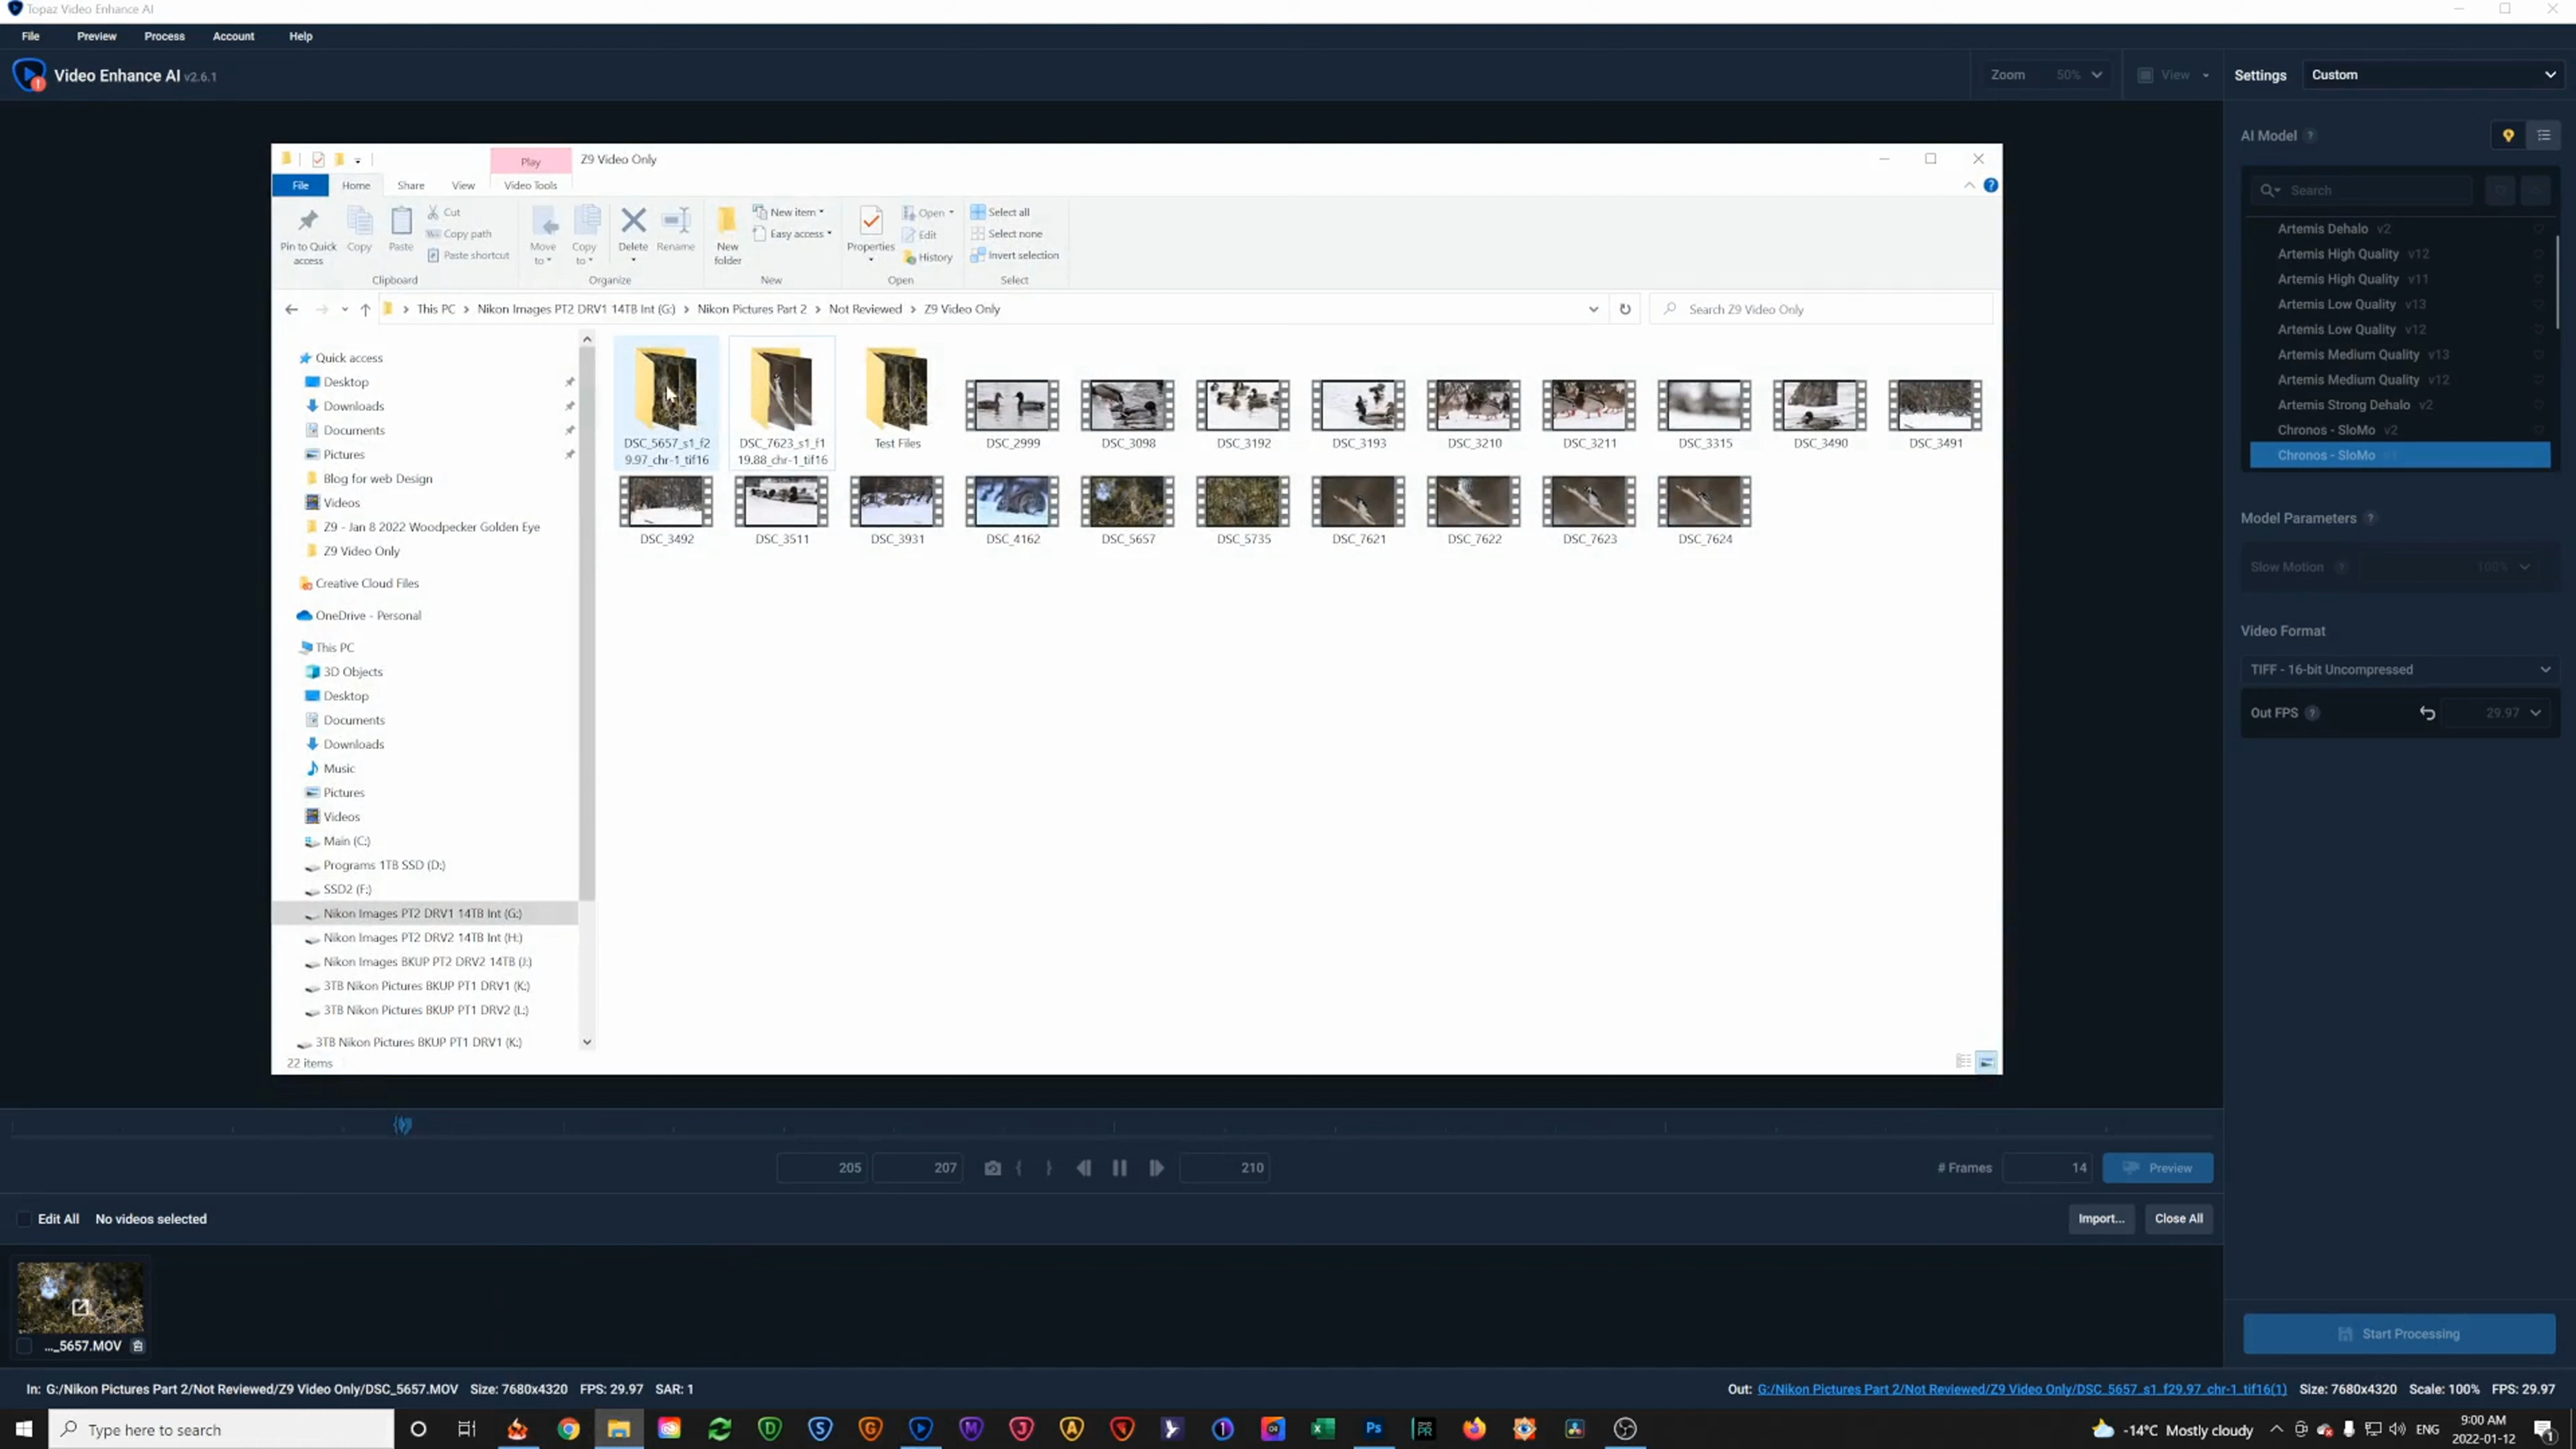 Topaz Video Enhance AI
File Preview Process Account Help
Video Enhance AI v2.6.1
Zoom 50% View Settings Custom
AI Model ?
Search
Artemis Dehalo v2
Artemis High Quality v12
Artemis High Quality v11
Artemis Low Quality v13
Artemis Low Quality v12
Artemis Medium Quality v13
Artemis Medium Quality v12
Artemis Strong Dehalo v2
Chronos - SloMo v2
Chronos - SloMo
Model Parameters ?
Slow Motion ? 100%
Video Format
TIFF - 16-bit Uncompressed
Out FPS ? 29.97
Play Z9 Video Only
File Home Share View Video Tools
Pin to Quick access
Copy
Paste
Cut
Copy path
Paste shortcut
Clipboard
Move to
Copy to
Delete
Rename
Organize
New folder
New item
Easy access
New
Properties
Open
Edit
History
Open
Select all
Select none
Invert selection
Select
This PC > Nikon Images PT2 DRV1 14TB Int (G:) > Nikon Pictures Part 2 > Not Reviewed > Z9 Video Only
Search Z9 Video Only
Quick access
Desktop
Downloads
Documents
Pictures
Blog for web Design
Videos
Z9 - Jan 8 2022 Woodpecker Golden Eye
Z9 Video Only
Creative Cloud Files
OneDrive - Personal
This PC
3D Objects
Desktop
Documents
Downloads
Music
Pictures
Videos
Main (C:)
Programs 1TB SSD (D:)
SSD2 (F:)
Nikon Images PT2 DRV1 14TB Int (G:)
Nikon Images PT2 DRV2 14TB Int (H:)
Nikon Images BKUP PT2 DRV2 14TB (J:)
3TB Nikon Pictures BKUP PT1 DRV1 (K:)
3TB Nikon Pictures BKUP PT1 DRV2 (L:)
3TB Nikon Pictures BKUP PT1 DRV1 (K:)
22 items
DSC_5657_s1_f2
9.97_chr-1_tif16
DSC_7623_s1_f1
19.88_chr-1_tif16
Test Files
DSC_2999 DSC_3098 DSC_3192 DSC_3193 DSC_3210 DSC_3211 DSC_3315 DSC_3490 DSC_3491
DSC_3492 DSC_3511 DSC_3931 DSC_4162 DSC_5657 DSC_5735 DSC_7621 DSC_7622 DSC_7623 DSC_7624
205 207 210 # Frames 14 Preview
Edit All No videos selected Import... Close All
..._5657.MOV
Start Processing
In: G:/Nikon Pictures Part 2/Not Reviewed/Z9 Video Only/DSC_5657.MOV Size: 7680x4320 FPS: 29.97 SAR: 1
Out: G:/Nikon Pictures Part 2/Not Reviewed/Z9 Video Only/DSC_5657_s1_f29.97_chr-1_tif16(1) Size: 7680x4320 Scale: 100% FPS: 29.97
Type here to search
-14°C Mostly cloudy ENG
9:00 AM
2022-01-12